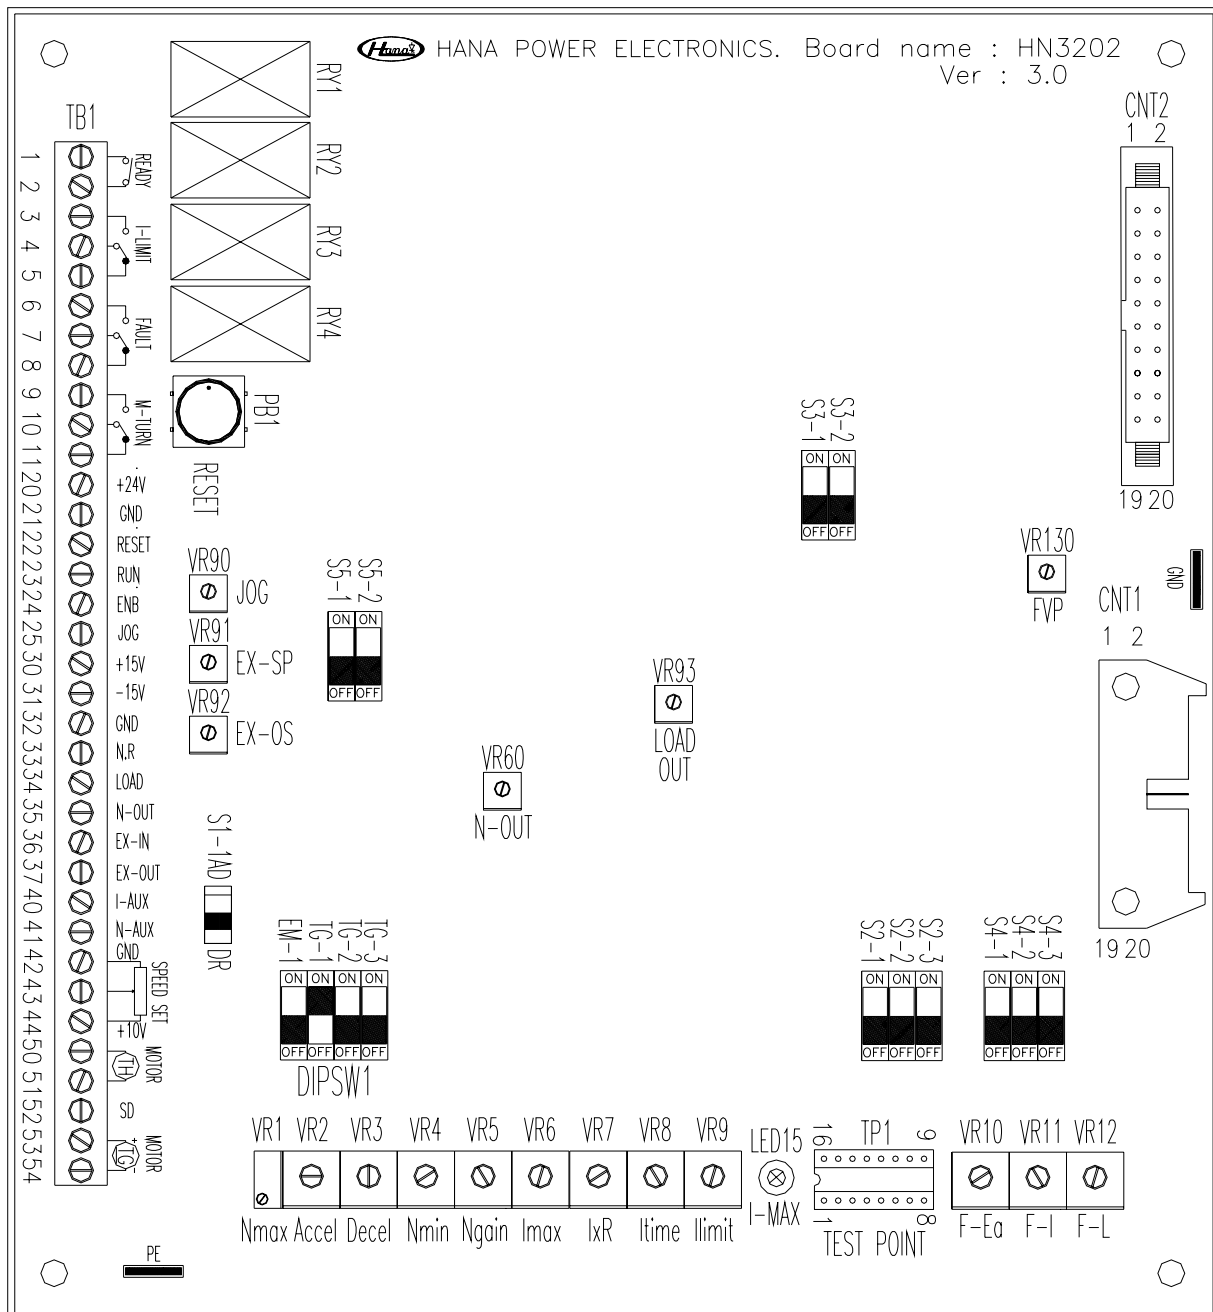 Hana HANA POWER ELECTRONICS. Board name : HN3202
Ver : 3.0
TB1
1
2
3
4
5
6
7
8
9
10
11
20
21
22
23
24
25
30
31
32
33
34
35
36
37
40
41
42
43
44
50
51
52
53
54
READY
I-LIMIT
FAULT
M-TURN
+24V
GND
RESET
RUN
ENB
JOG
+15V
-15V
GND
N.R
LOAD
N-OUT
EX-IN
EX-OUT
I-AUX
N-AUX
GND
SPEED SET
+10V
MOTOR
TH
SD
MOTOR
+ TG -
RY1
RY2
RY3
RY4
PB1
RESET
VR90
JOG
VR91
EX-SP
VR92
EX-OS
S5-1 S5-2
ON ON
OFF OFF
S3-1 S3-2
ON ON
OFF OFF
CNT2
1 2
19 20
VR130
FVP
GND
CNT1
1 2
19 20
VR93
LOAD
OUT
VR60
N-OUT
S1-1AD
DR
EM-1 TG-1 TG-2 TG-3
ON ON ON ON
OFF OFF OFF OFF
DIPSW1
S2-1 S2-2 S2-3
ON ON ON
OFF OFF OFF
S4-1 S4-2 S4-3
ON ON ON
OFF OFF OFF
VR1 VR2 VR3 VR4 VR5 VR6 VR7 VR8 VR9
Nmax Accel Decel Nmin Ngain Imax IxR Itime Ilimit
LED15
I-MAX
16 TP1 9
1 8
TEST POINT
VR10 VR11 VR12
F-Ea F-I F-L
PE